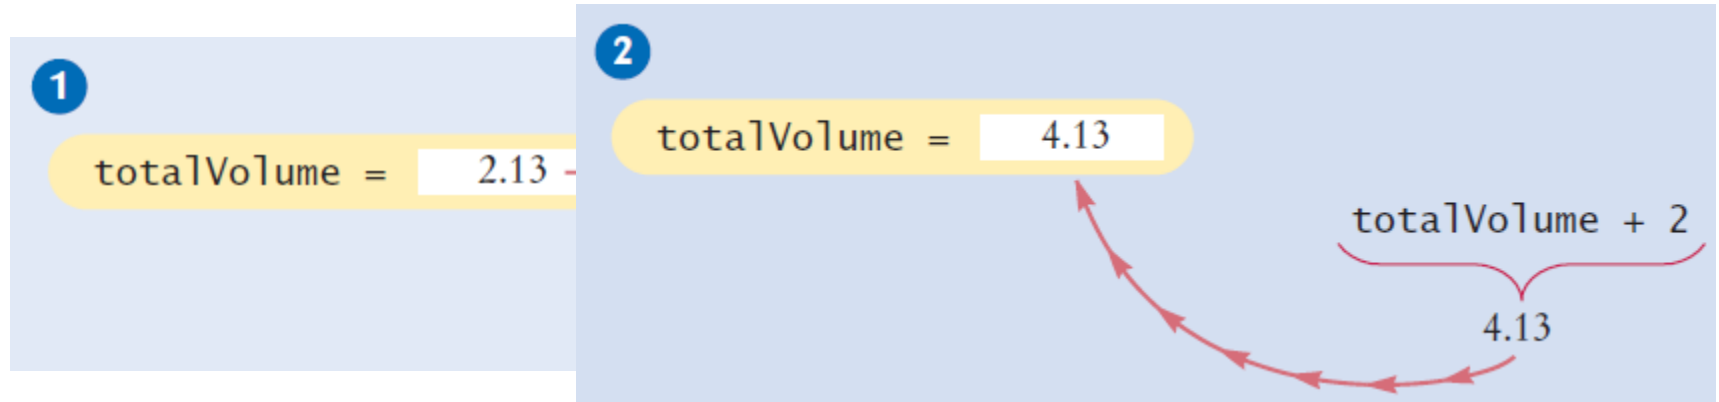 1
totalVolume = 2.13
2
totalVolume = 4.13
totalVolume + 2
4.13